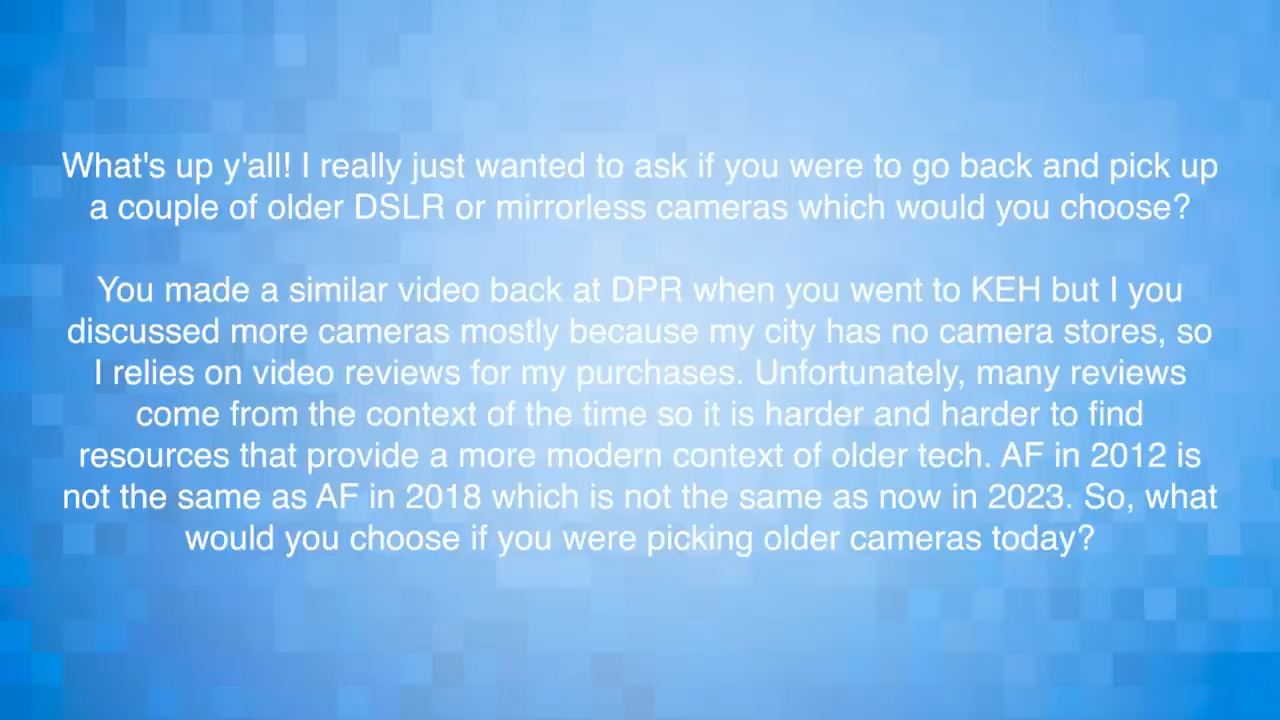 What's up y'all! I really just wanted to ask if you were to go back and pick up
a couple of older DSLR or mirrorless cameras which would you choose?
You made a similar video back at DPR when you went to KEH but I you
discussed more cameras mostly because my city has no camera stores, so
I relies on video reviews for my purchases. Unfortunately, many reviews
come from the context of the time so it is harder and harder to find
resources that provide a more modern context of older tech. AF in 2012 is
not the same as AF in 2018 which is not the same as now in 2023. So, what
would you choose if you were picking older cameras today?